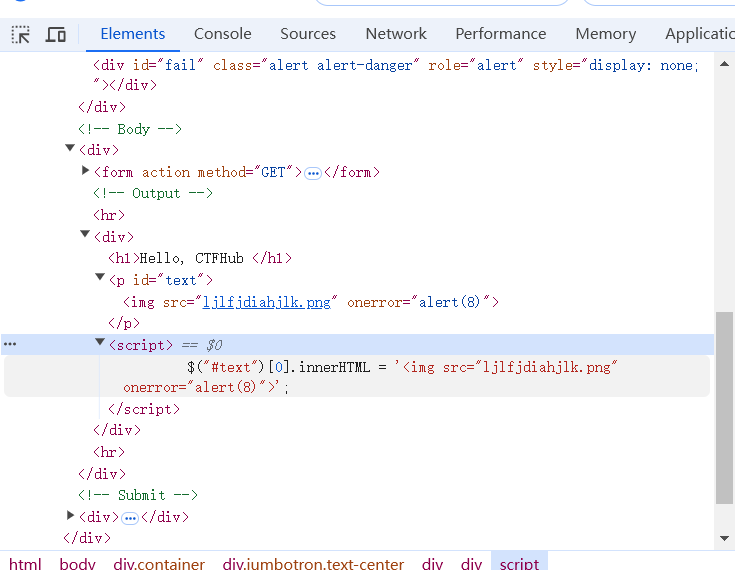 Elements Console Sources Network Performance Memory Applicatio
<div id="fail" class="alert alert-danger" role="alert" style="display: none;
"></div>
</div>
<!-- Body -->
<div>
<form action method="GET">…</form>
<!-- Output -->
<hr>
<div>
<h1>Hello, CTFHub </h1>
<p id="text">
<img src="ljlfjdiahjlk.png" onerror="alert(8)">
</p>
… <script> == $0
$("#text")[0].innerHTML = '<img src="ljlfjdiahjlk.png"
onerror="alert(8)">';
</script>
</div>
<hr>
</div>
<!-- Submit -->
<div>…</div>
</div>
html body div.container div.jumbotron.text-center div div script